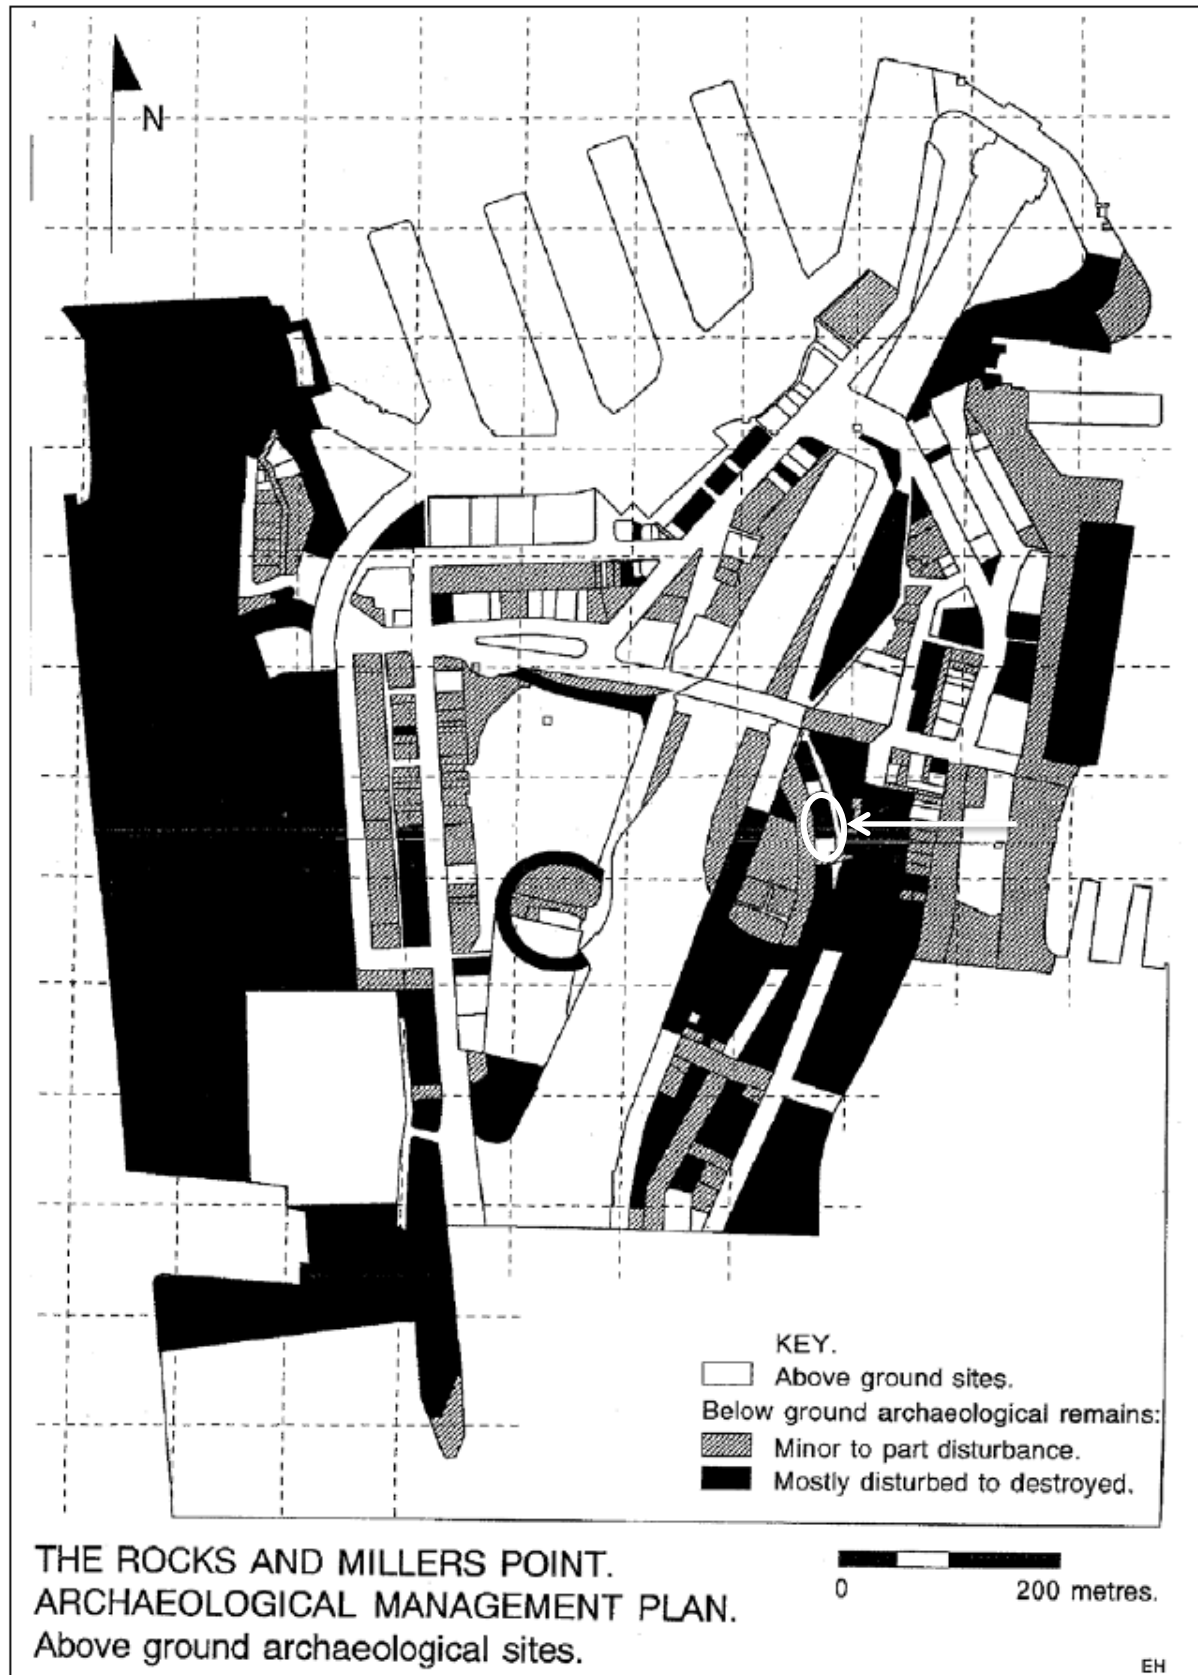 N
KEY.
Above ground sites.
Below ground archaeological remains:
Minor to part disturbance.
Mostly disturbed to destroyed.
THE ROCKS AND MILLERS POINT.
ARCHAEOLOGICAL MANAGEMENT PLAN.
Above ground archaeological sites.
0 200 metres.
EH